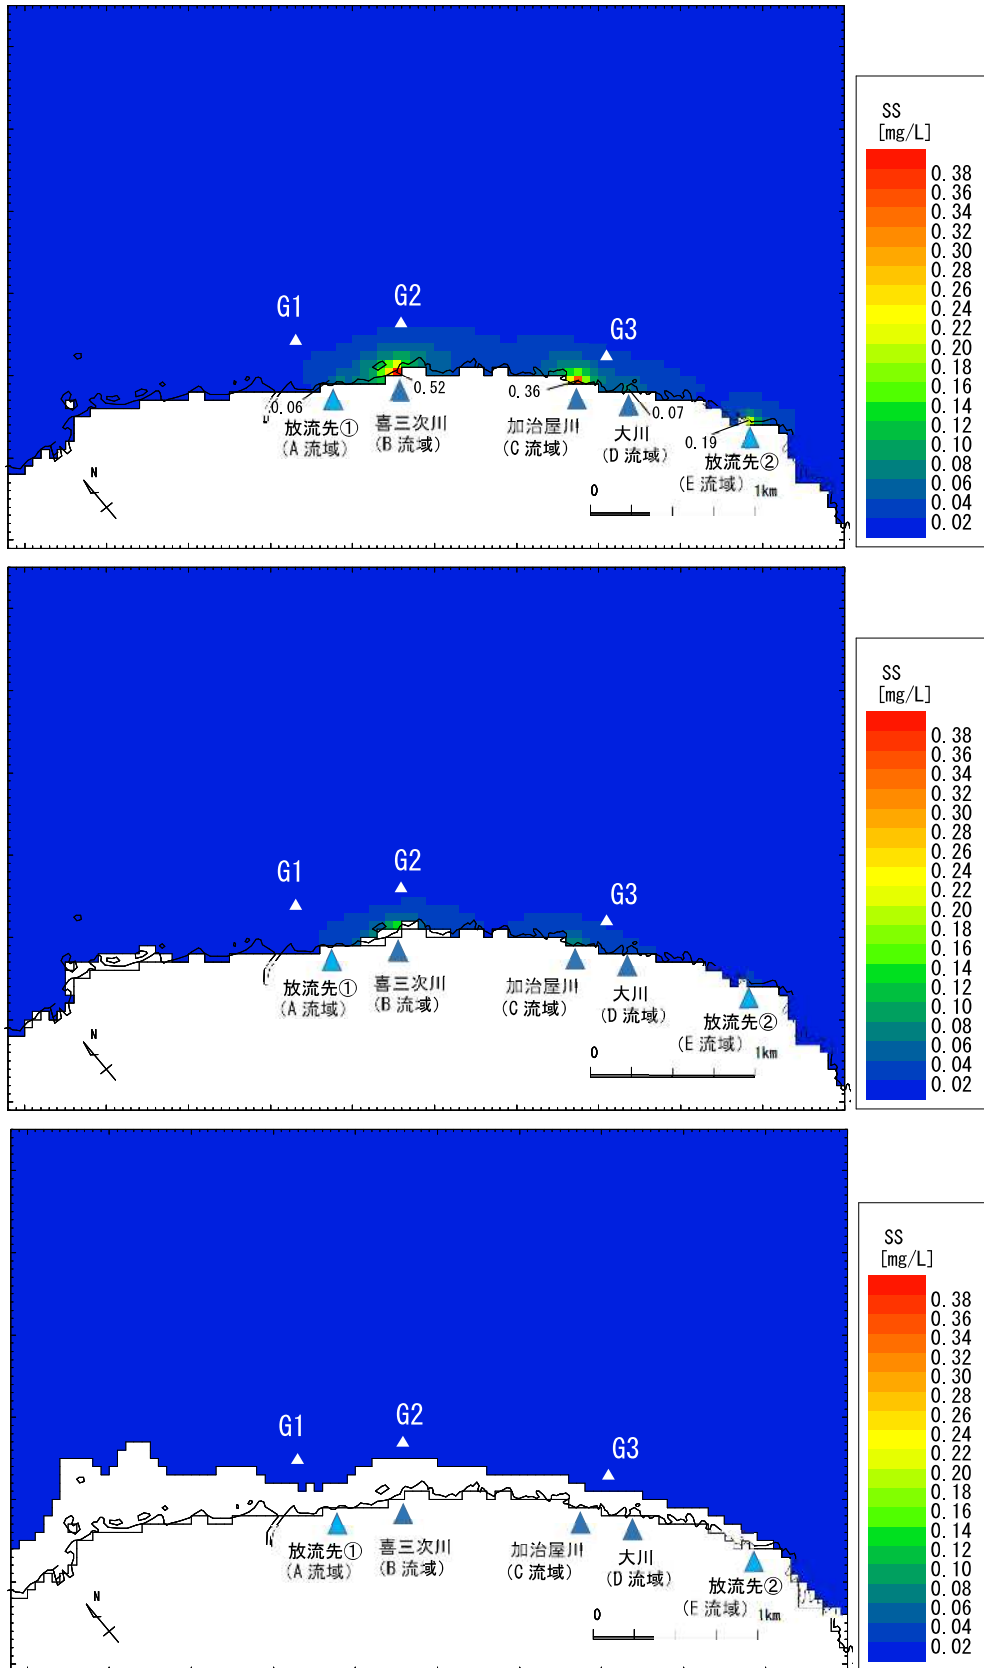 SS
[mg/L]
0.38
0.36
0.34
0.32
0.30
0.28
0.26
0.24
0.22
0.20
0.18
0.16
0.14
0.12
0.10
0.08
0.06
0.04
0.02
G1
G2
G3
0.06
0.52
0.36
0.07
0.19
放流先①
(A 流域)
喜三次川
(B 流域)
加治屋川
(C 流域)
大川
(D 流域)
放流先②
(E 流域)
N
0 1km
SS
[mg/L]
0.38
0.36
0.34
0.32
0.30
0.28
0.26
0.24
0.22
0.20
0.18
0.16
0.14
0.12
0.10
0.08
0.06
0.04
0.02
G1
G2
G3
放流先①
(A 流域)
喜三次川
(B 流域)
加治屋川
(C 流域)
大川
(D 流域)
放流先②
(E 流域)
N
0 1km
SS
[mg/L]
0.38
0.36
0.34
0.32
0.30
0.28
0.26
0.24
0.22
0.20
0.18
0.16
0.14
0.12
0.10
0.08
0.06
0.04
0.02
G1
G2
G3
放流先①
(A 流域)
喜三次川
(B 流域)
加治屋川
(C 流域)
大川
(D 流域)
放流先②
(E 流域)
N
0 1km